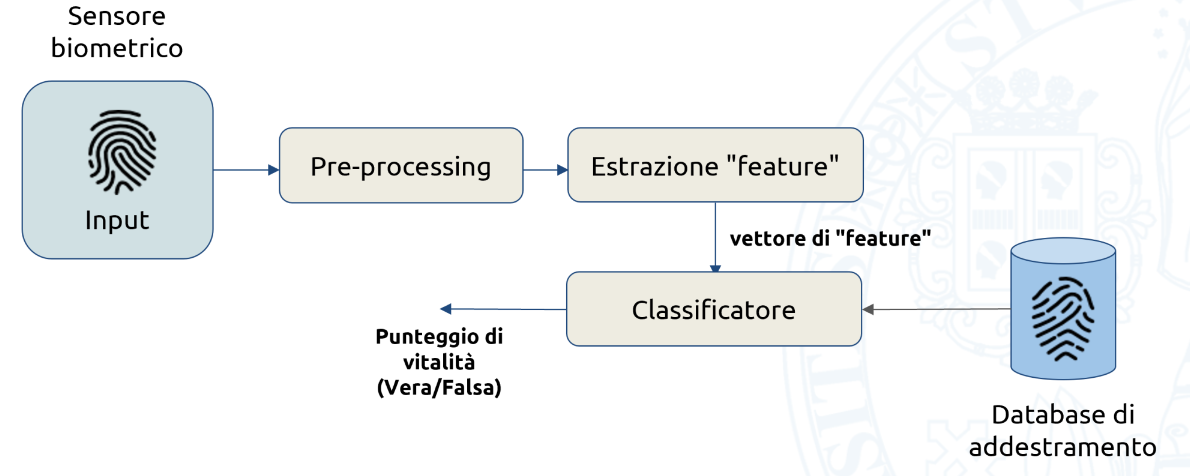 Sensore
biometrico
Input
Pre-processing
Estrazione "feature"
vettore di "feature"
Classificatore
Punteggio di
vitalità
(Vera/Falsa)
Database di
addestramento